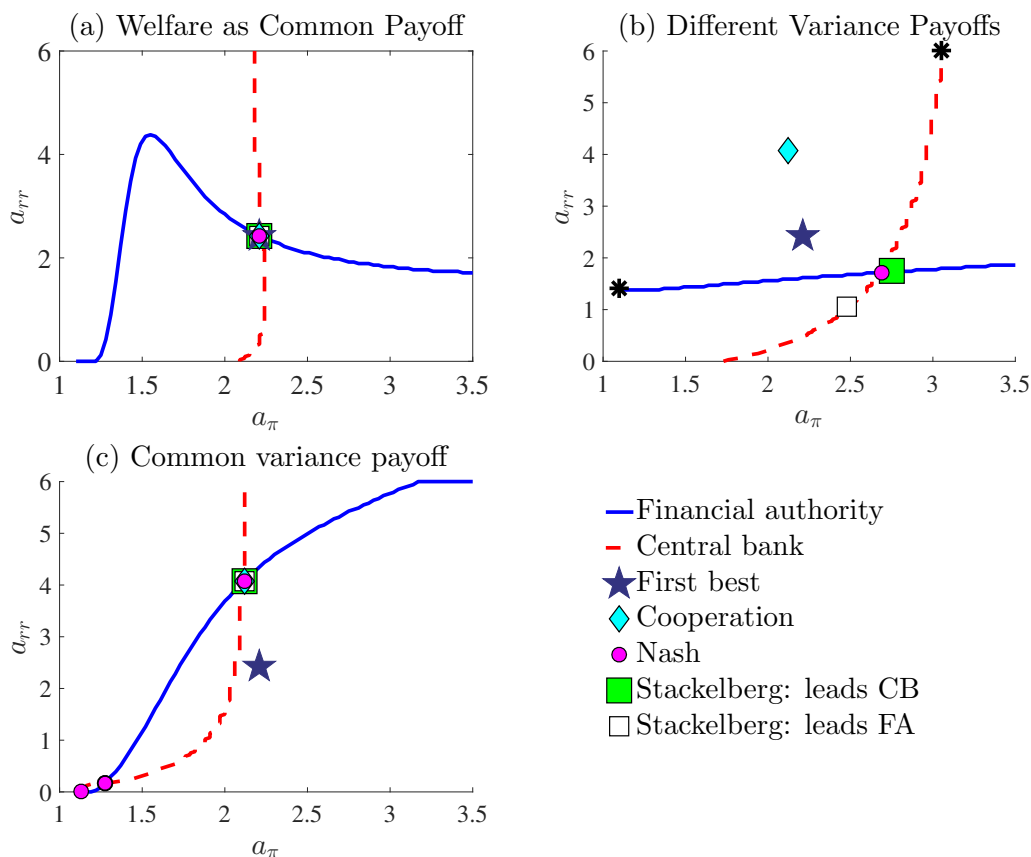 (a) Welfare as Common Payoff
6
4
2
0
1 1.5 2 2.5 3 3.5
a_rr
a_π
(b) Different Variance Payoffs
6
5
4
3
2
1
0
1 1.5 2 2.5 3 3.5
a_rr
a_π
(c) Common variance payoff
6
5
4
3
2
1
0
1 1.5 2 2.5 3 3.5
a_rr
a_π
Financial authority
Central bank
First best
Cooperation
Nash
Stackelberg: leads CB
Stackelberg: leads FA